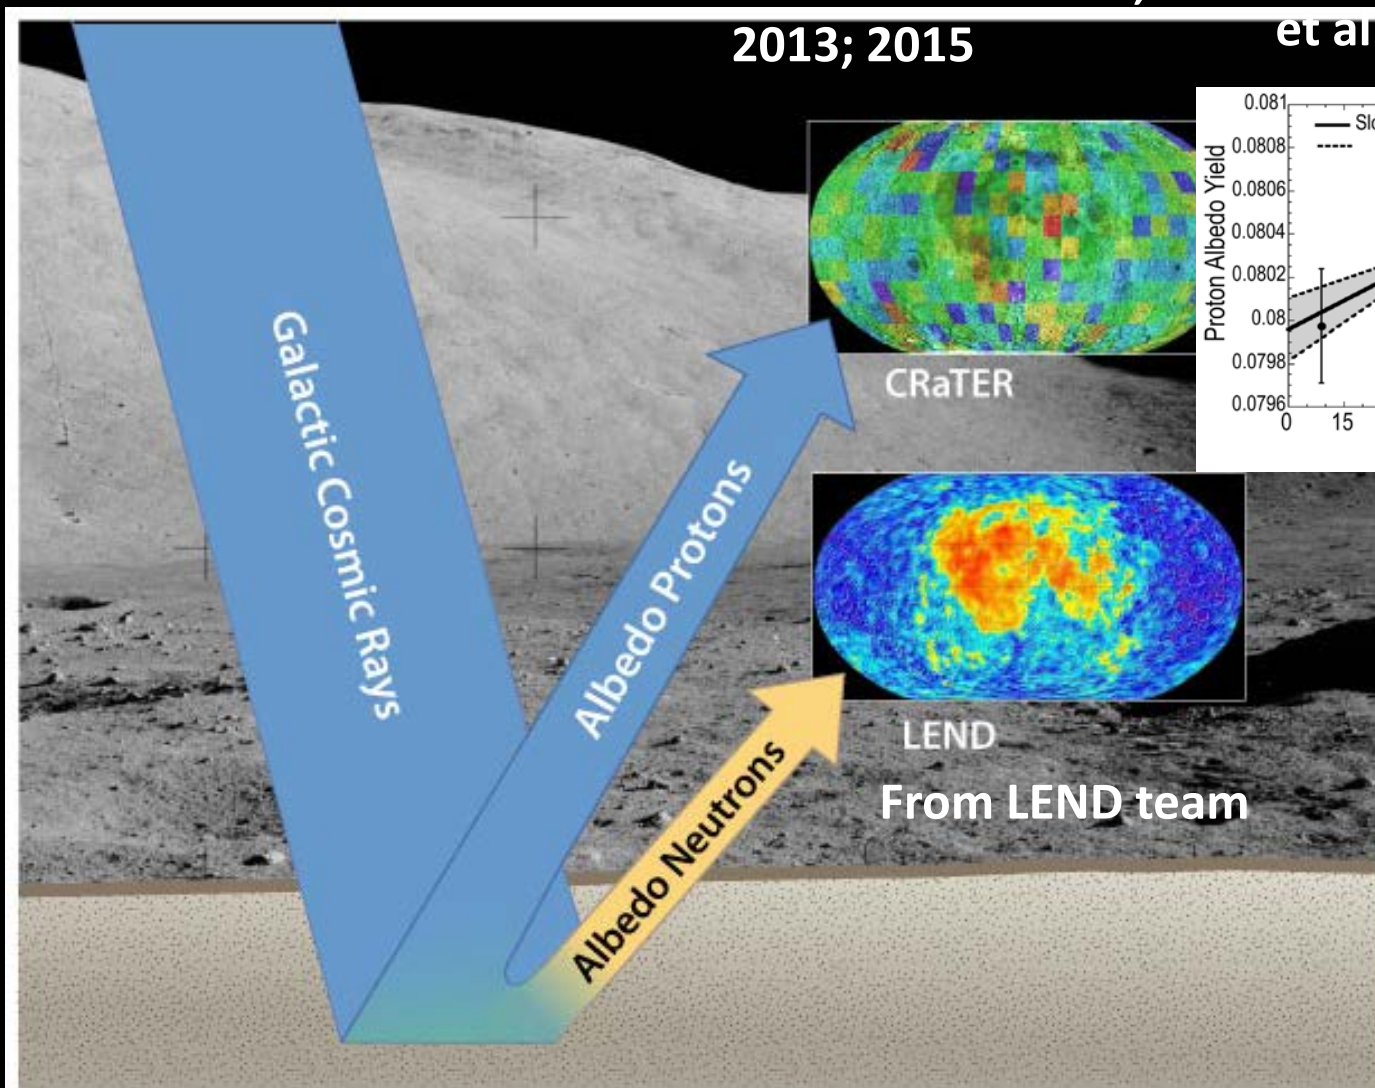 2013; 2015
et al
0.081
0.0808
0.0806
0.0804
0.0802
0.08
0.0798
0.0796
Proton Albedo Yield
0
15
CRaTER
Galactic Cosmic Rays
Albedo Protons
LEND
From LEND team
Albedo Neutrons